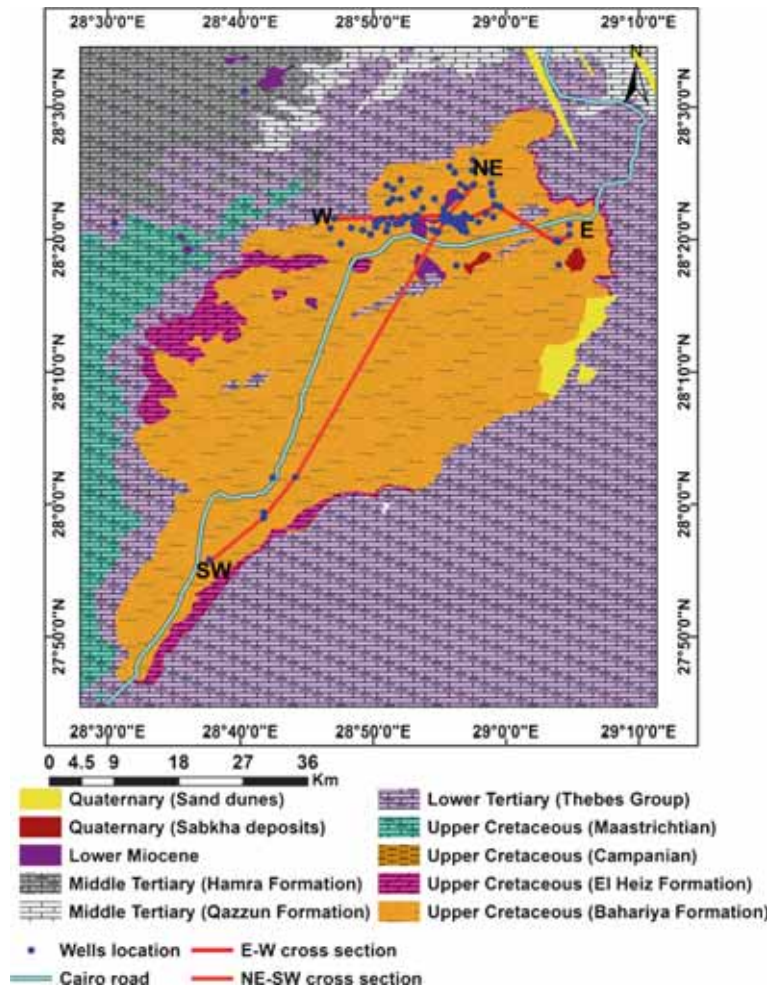 28°30'0"E 28°40'0"E 28°50'0"E 29°0'0"E 29°10'0"E
N
28°30'0"N 28°30'0"N
NE
W
E
28°20'0"N 28°20'0"N
28°10'0"N 28°10'0"N
28°0'0"N 28°0'0"N
SW
27°50'0"N 27°50'0"N
28°30'0"E 28°40'0"E 28°50'0"E 29°0'0"E 29°10'0"E
0 4.5 9 18 27 36
Km
Quaternary (Sand dunes)
Quaternary (Sabkha deposits)
Lower Miocene
Middle Tertiary (Hamra Formation)
Middle Tertiary (Qazzun Formation)
Lower Tertiary (Thebes Group)
Upper Cretaceous (Maastrichtian)
Upper Cretaceous (Campanian)
Upper Cretaceous (El Heiz Formation)
Upper Cretaceous (Bahariya Formation)
Wells location
Cairo road
E-W cross section
NE-SW cross section